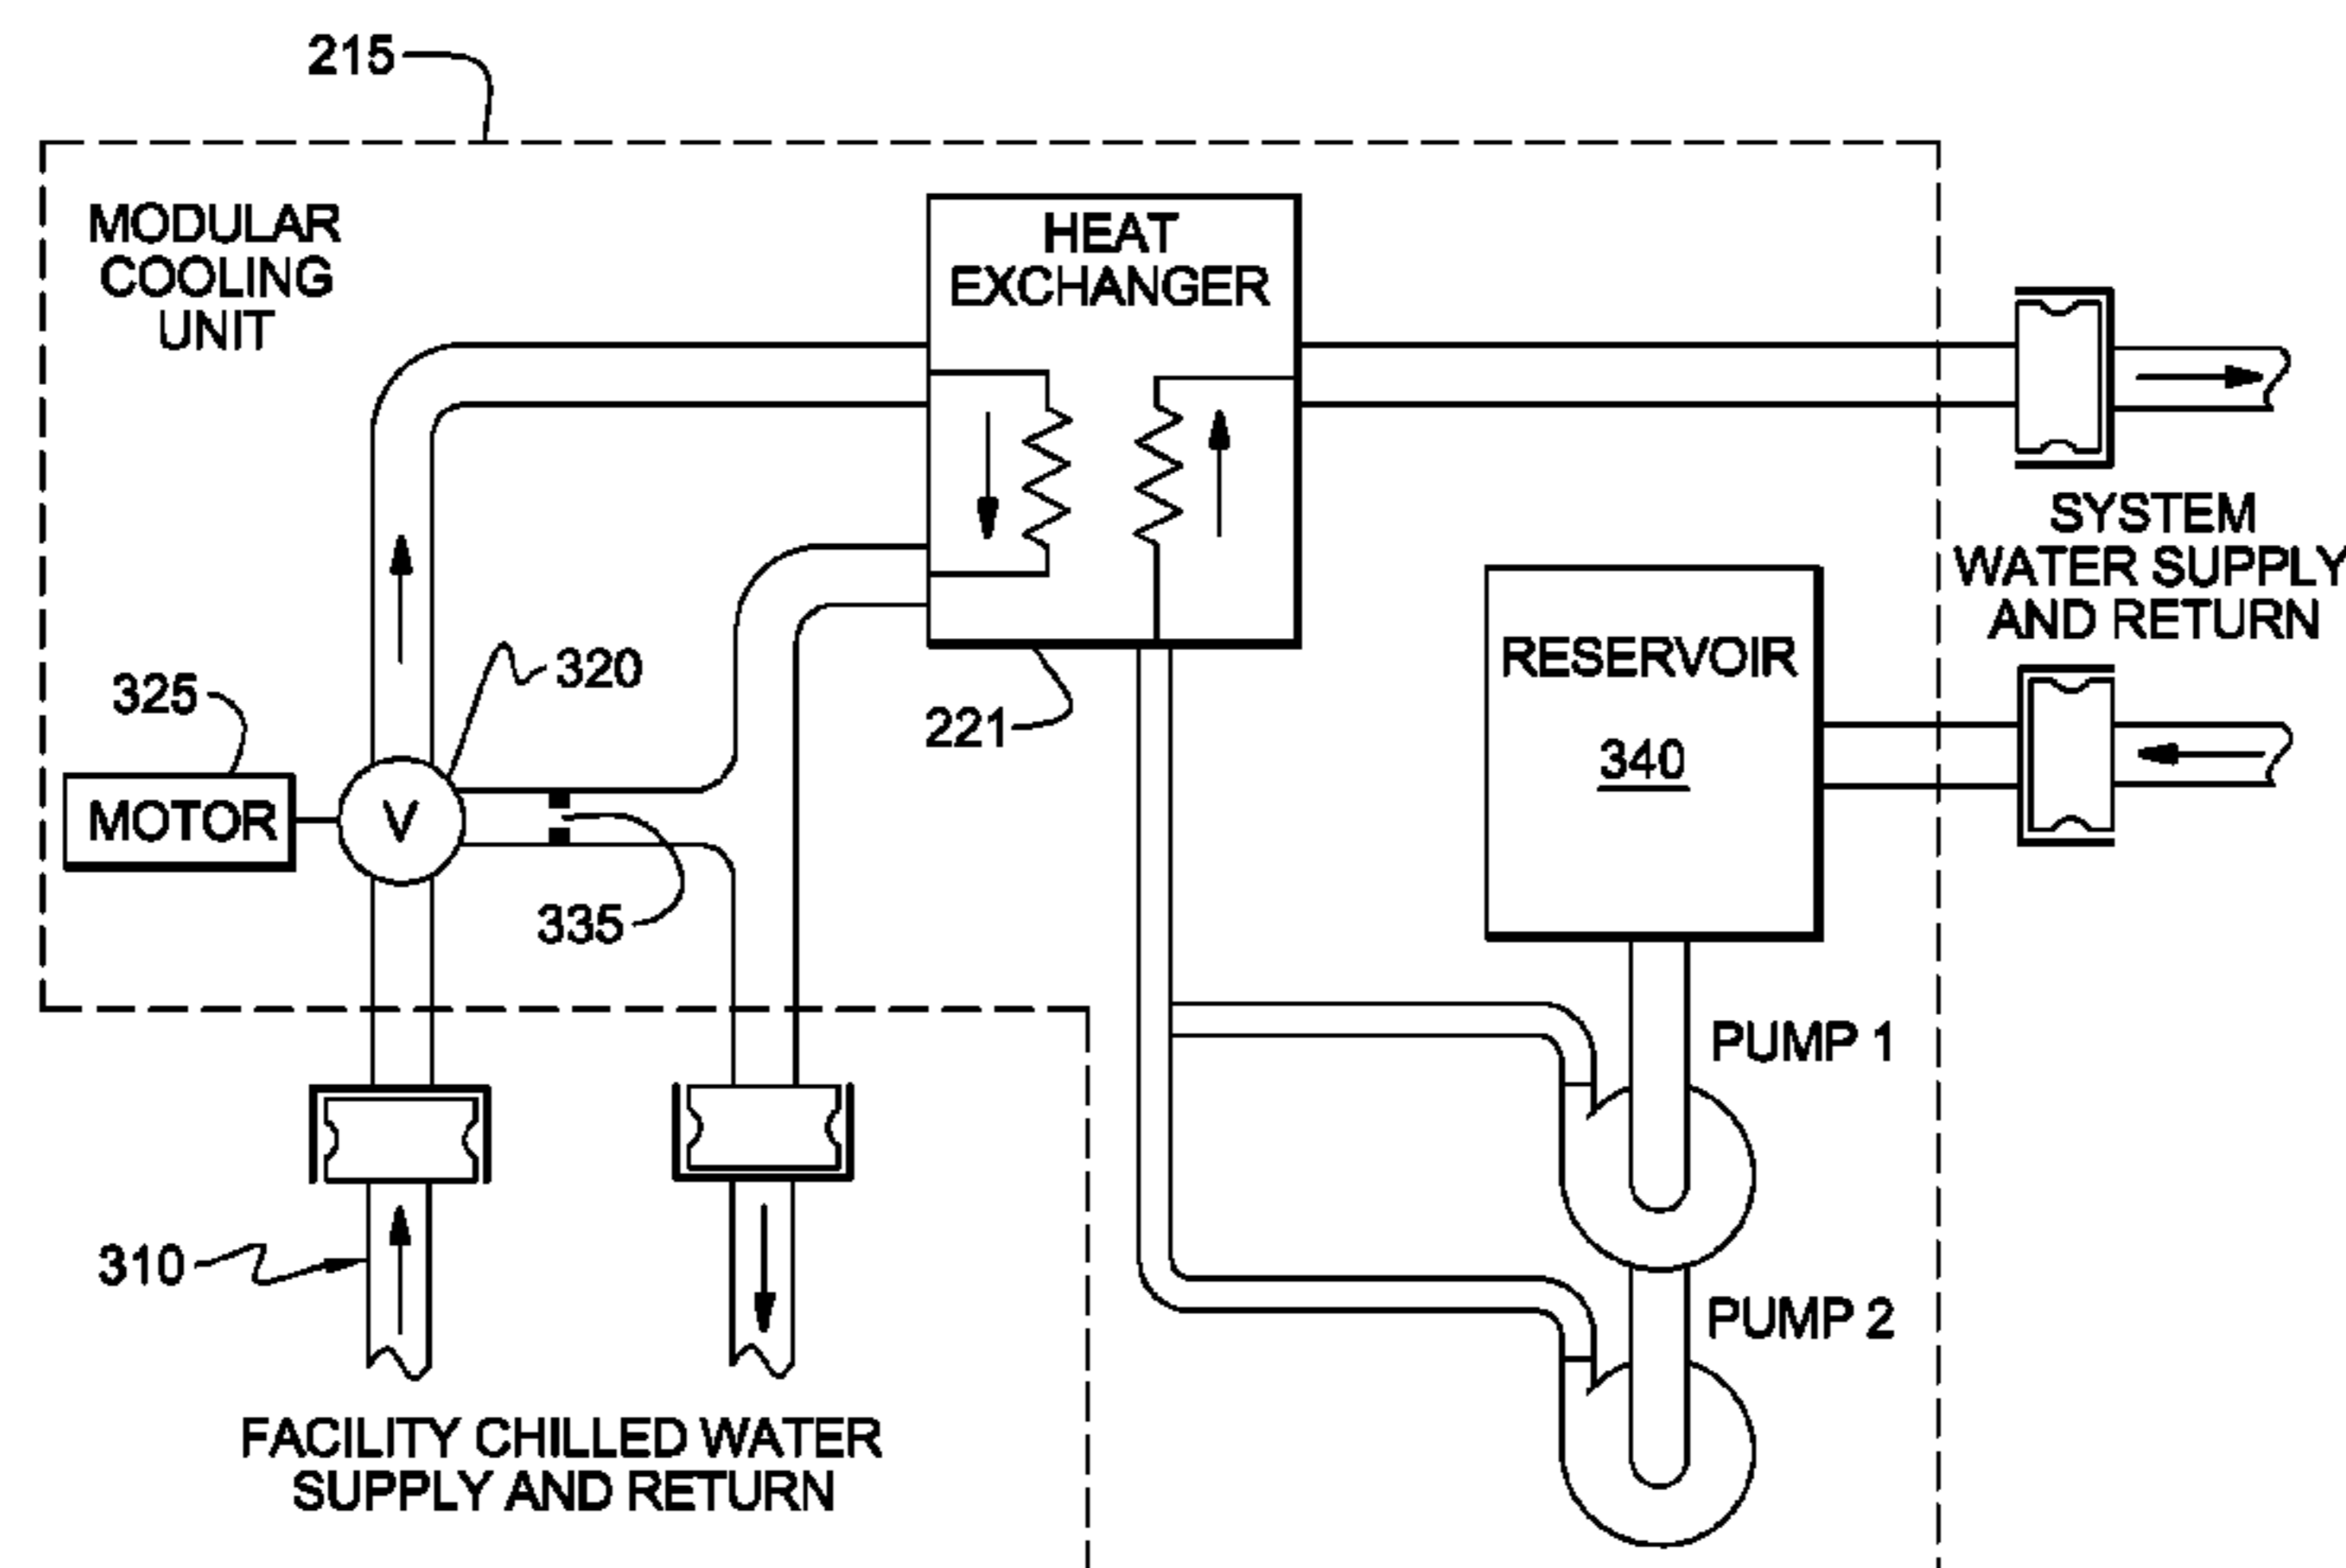 215
MODULAR
COOLING
UNIT
HEAT
EXCHANGER
SYSTEM
WATER SUPPLY
AND RETURN
RESERVOIR
340
320
325
221
MOTOR
V
335
PUMP 1
310
PUMP 2
FACILITY CHILLED WATER
SUPPLY AND RETURN